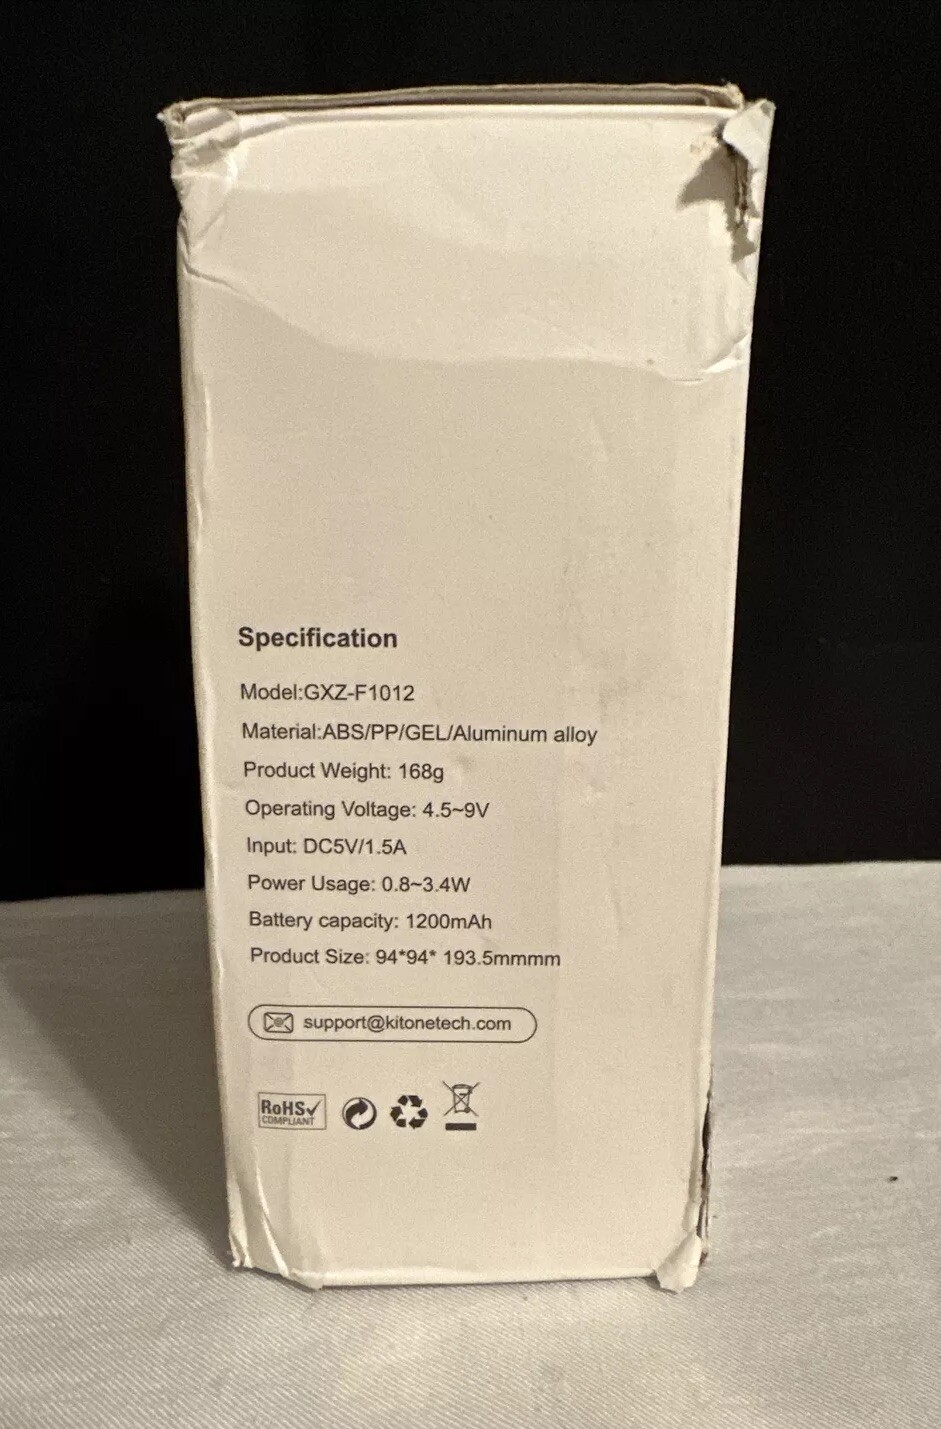 Specification
Model:GXZ-F1012
Material:ABS/PP/GEL/Aluminum alloy
Product Weight: 168g
Operating Voltage: 4.5~9V
Input: DC5V/1.5A
Power Usage: 0.8~3.4W
Battery capacity: 1200mAh
Product Size: 94*94* 193.5mmmm
support@kitonetech.com
RoHS✓
COMPLIANT